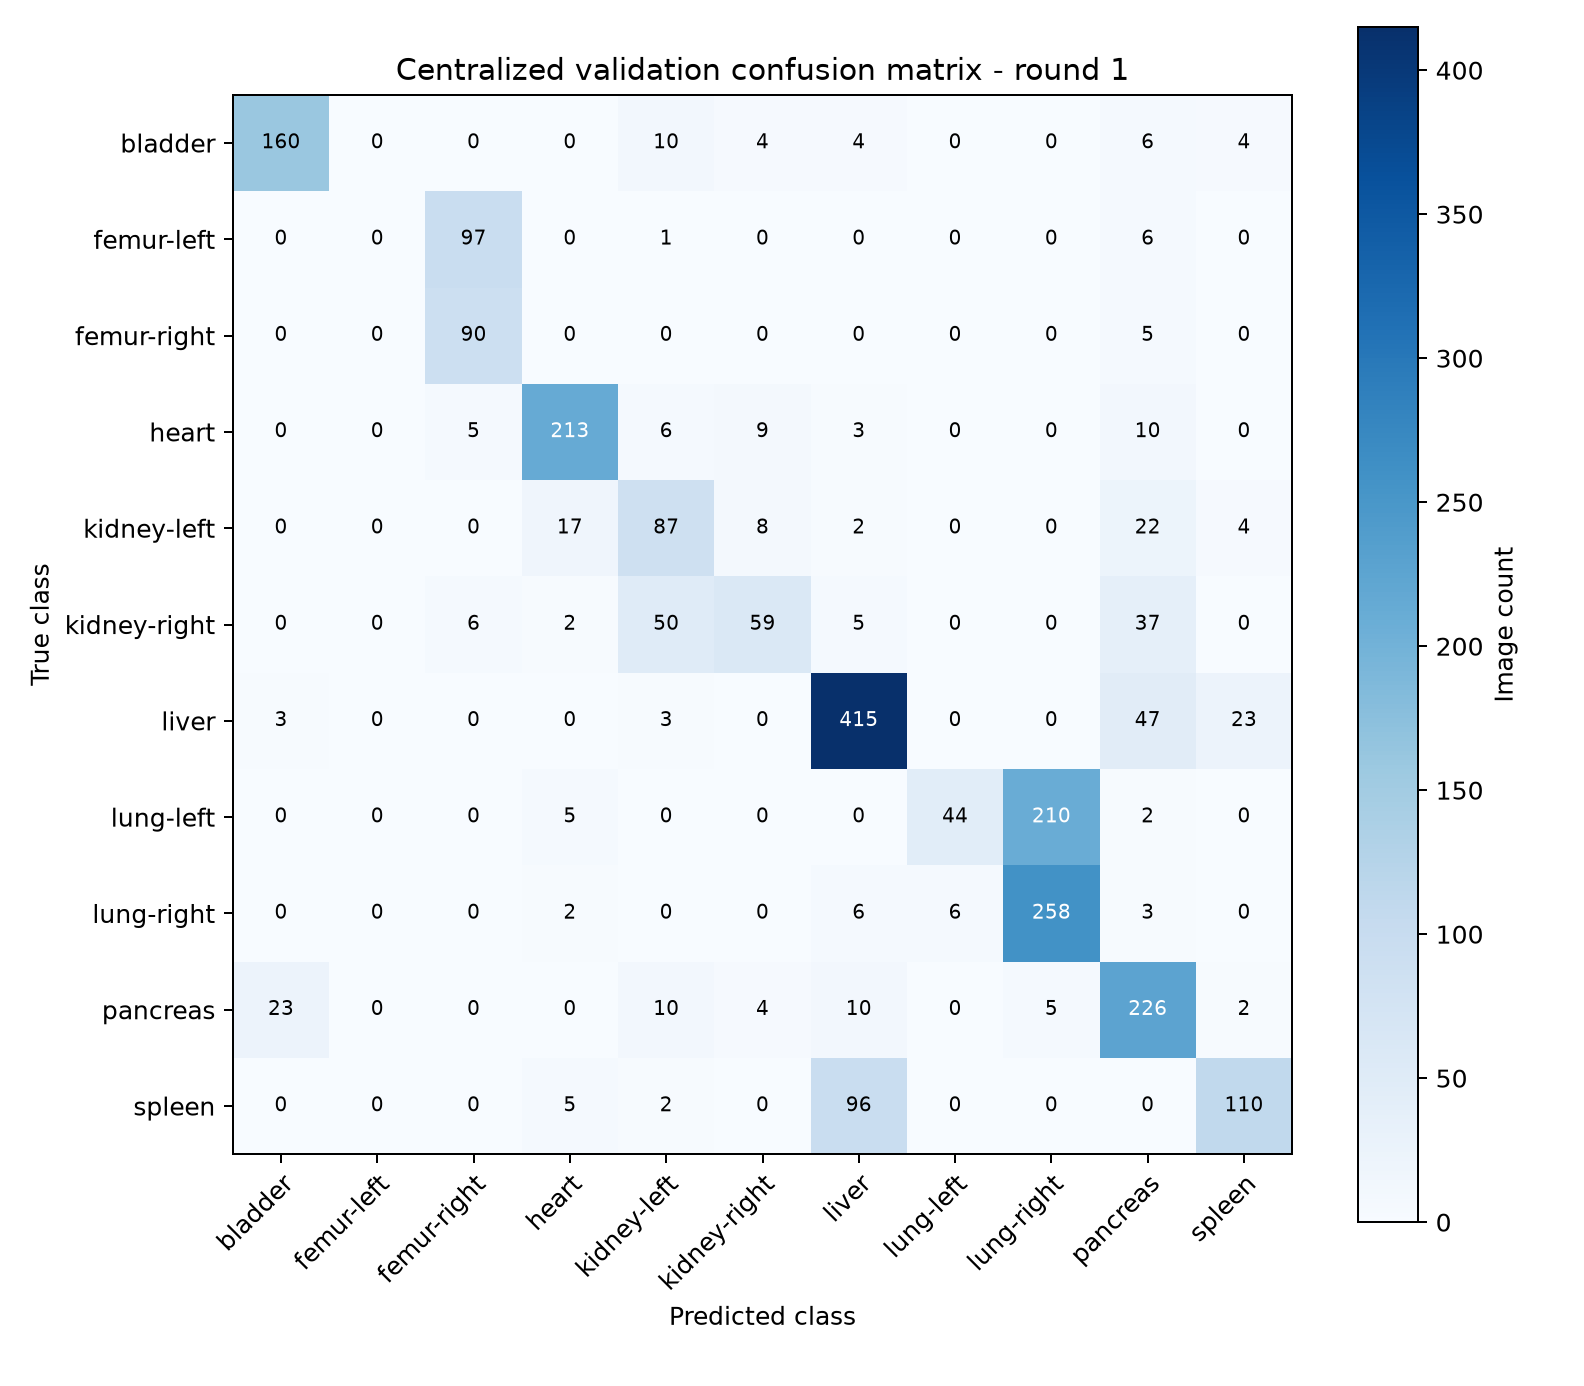 Centralized validation confusion matrix - round 1
bladder 160 0 0 0 10 4 4 0 0 6 4
femur-left 0 0 97 0 1 0 0 0 0 6 0
femur-right 0 0 90 0 0 0 0 0 0 5 0
heart 0 0 5 213 6 9 3 0 0 10 0
kidney-left 0 0 0 17 87 8 2 0 0 22 4
kidney-right 0 0 6 2 50 59 5 0 0 37 0
liver 3 0 0 0 3 0 415 0 0 47 23
lung-left 0 0 0 5 0 0 0 44 210 2 0
lung-right 0 0 0 2 0 0 6 6 258 3 0
pancreas 23 0 0 0 10 4 10 0 5 226 2
spleen 0 0 0 5 2 0 96 0 0 0 110
True class
bladder femur-left femur-right heart kidney-left kidney-right liver lung-left lung-right pancreas spleen
Predicted class
400
350
300
250
200
150
100
50
0
Image count